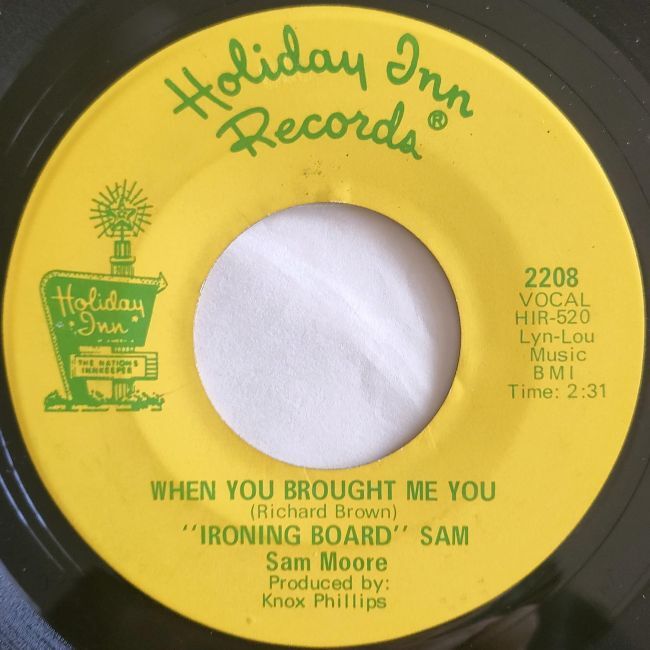 Holiday Inn
Records®
Holiday
Inn
THE NATION'S
INNKEEPER
2208
VOCAL
HIR-520
Lyn-Lou
Music
BMI
Time: 2:31
WHEN YOU BROUGHT ME YOU
(Richard Brown)
"IRONING BOARD" SAM
Sam Moore
Produced by:
Knox Phillips